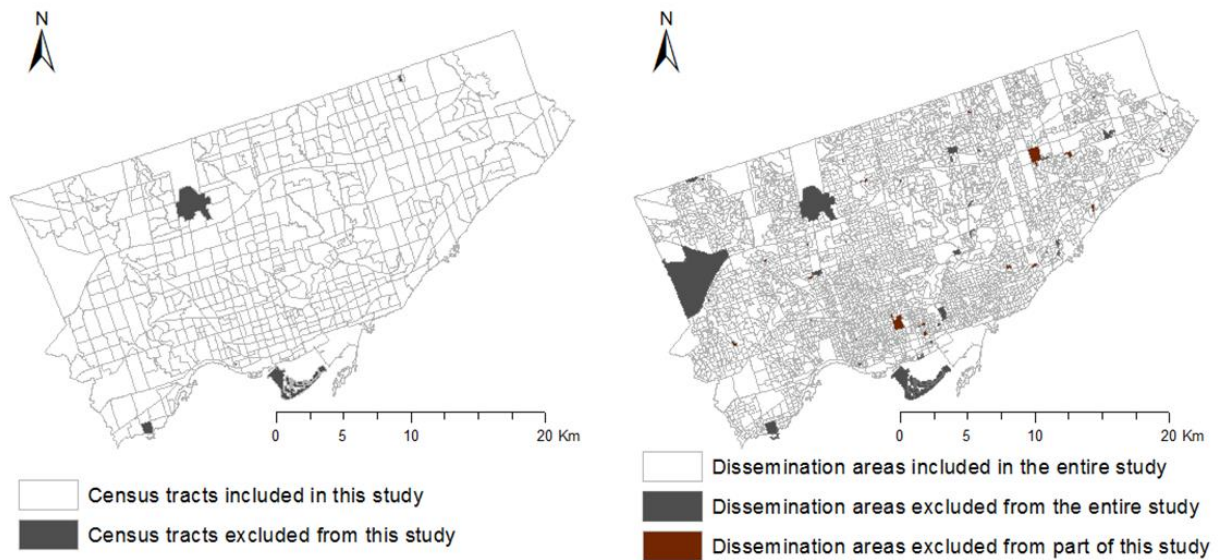 N
0 5 10 20 Km
Census tracts included in this study
Census tracts excluded from this study
N
0 5 10 20 Km
Dissemination areas included in the entire study
Dissemination areas excluded from the entire study
Dissemination areas excluded from part of this study